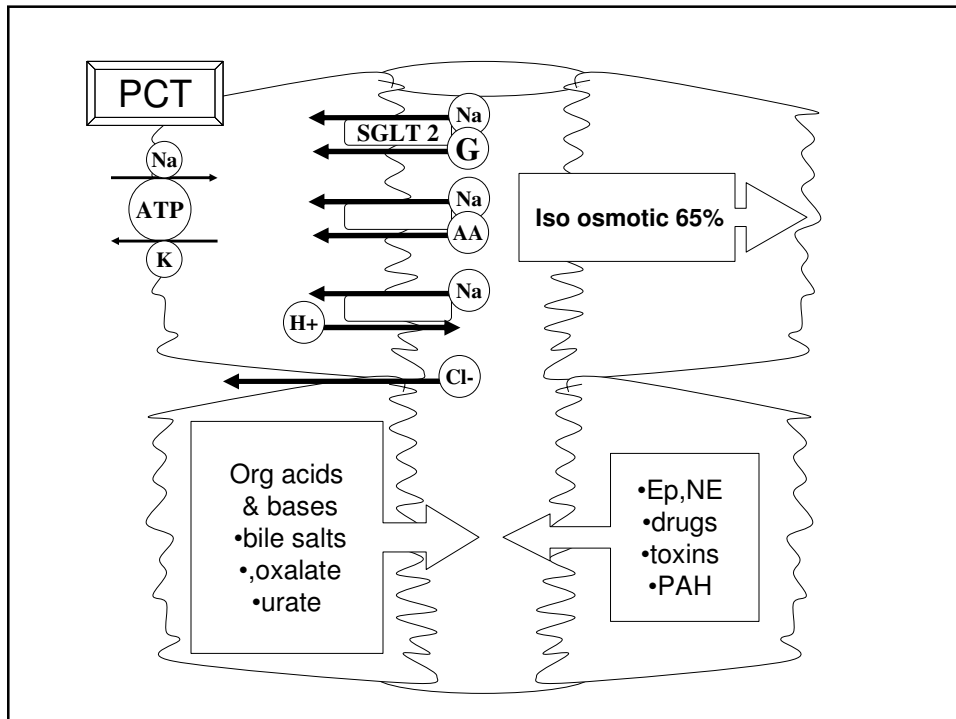 PCT
Na
ATP
K
Na
SGLT 2
G
Na
AA
Na
H+
Cl-
Iso osmotic 65%
Org acids
& bases
•bile salts
•,oxalate
•urate
•Ep,NE
•drugs
•toxins
•PAH